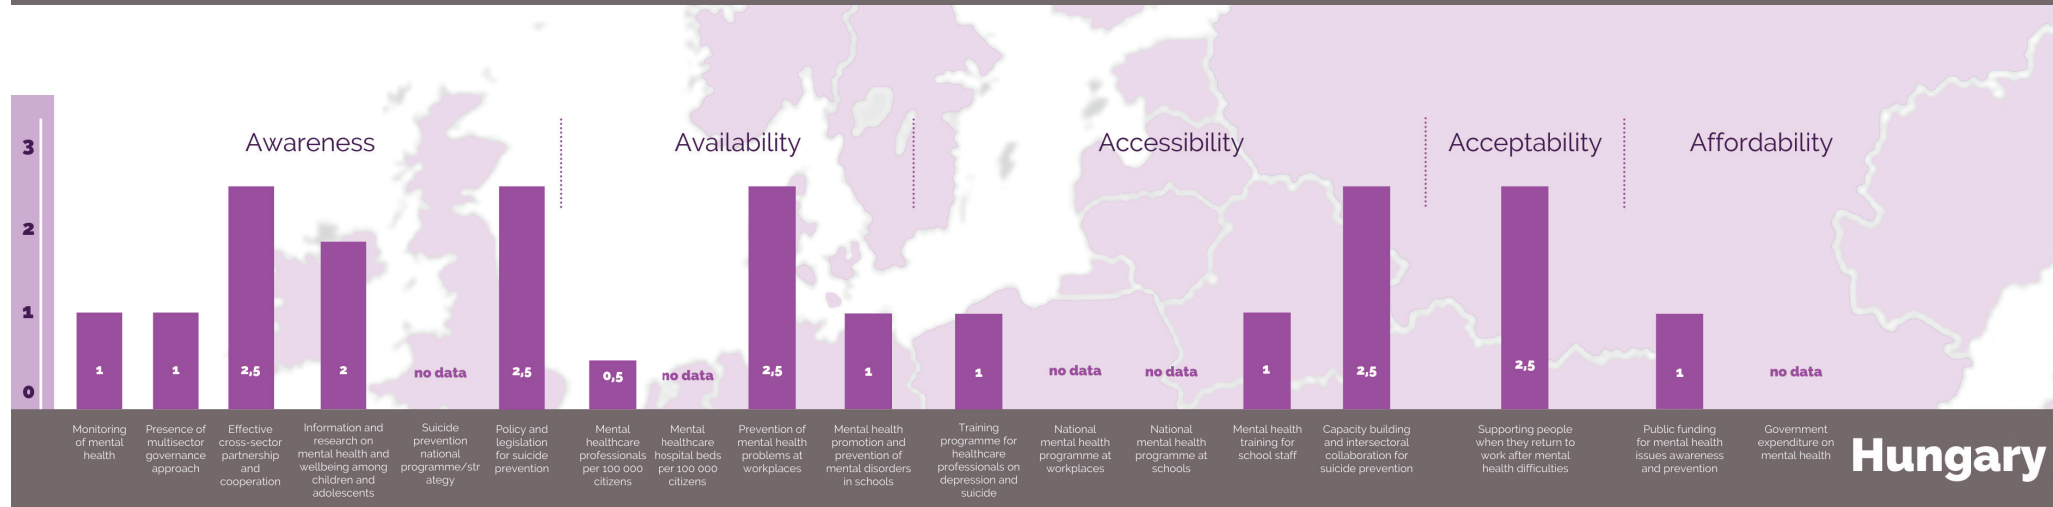 Awareness
Availability
Accessibility
Acceptability
Affordability
3
2
1
0
1
1
2,5
2
no data
2,5
0,5
no data
2,5
1
1
no data
no data
1
2,5
2,5
1
no data
Monitoring
of mental
health
Presence of
multisector
governance
approach
Effective
cross-sector
partnership
and
cooperation
Information and
research on
mental health and
wellbeing among
children and
adolescents
Suicide
prevention
national
programme/str
ategy
Policy and
legislation
for suicide
prevention
Mental
healthcare
professionals
per 100 000
citizens
Mental
healthcare
hospital beds
per 100 000
citizens
Prevention of
mental health
problems at
workplaces
Mental health
promotion and
prevention of
mental disorders
in schools
Training
programme for
healthcare
professionals on
depression and
suicide
National
mental health
programme at
workplaces
National
mental health
programme at
schools
Mental health
training for
school staff
Capacity building
and intersectoral
collaboration for
suicide prevention
Supporting people
when they return to
work after mental
health difficulties
Public funding
for mental health
issues awareness
and prevention
Government
expenditure on
mental health
Hungary